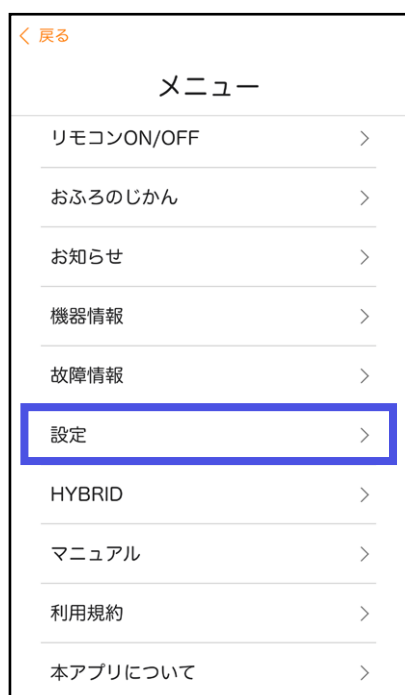 戻る
メニュー
リモコンON/OFF
おふろのじかん
お知らせ
機器情報
故障情報
設定
HYBRID
マニュアル
利用規約
本アプリについて